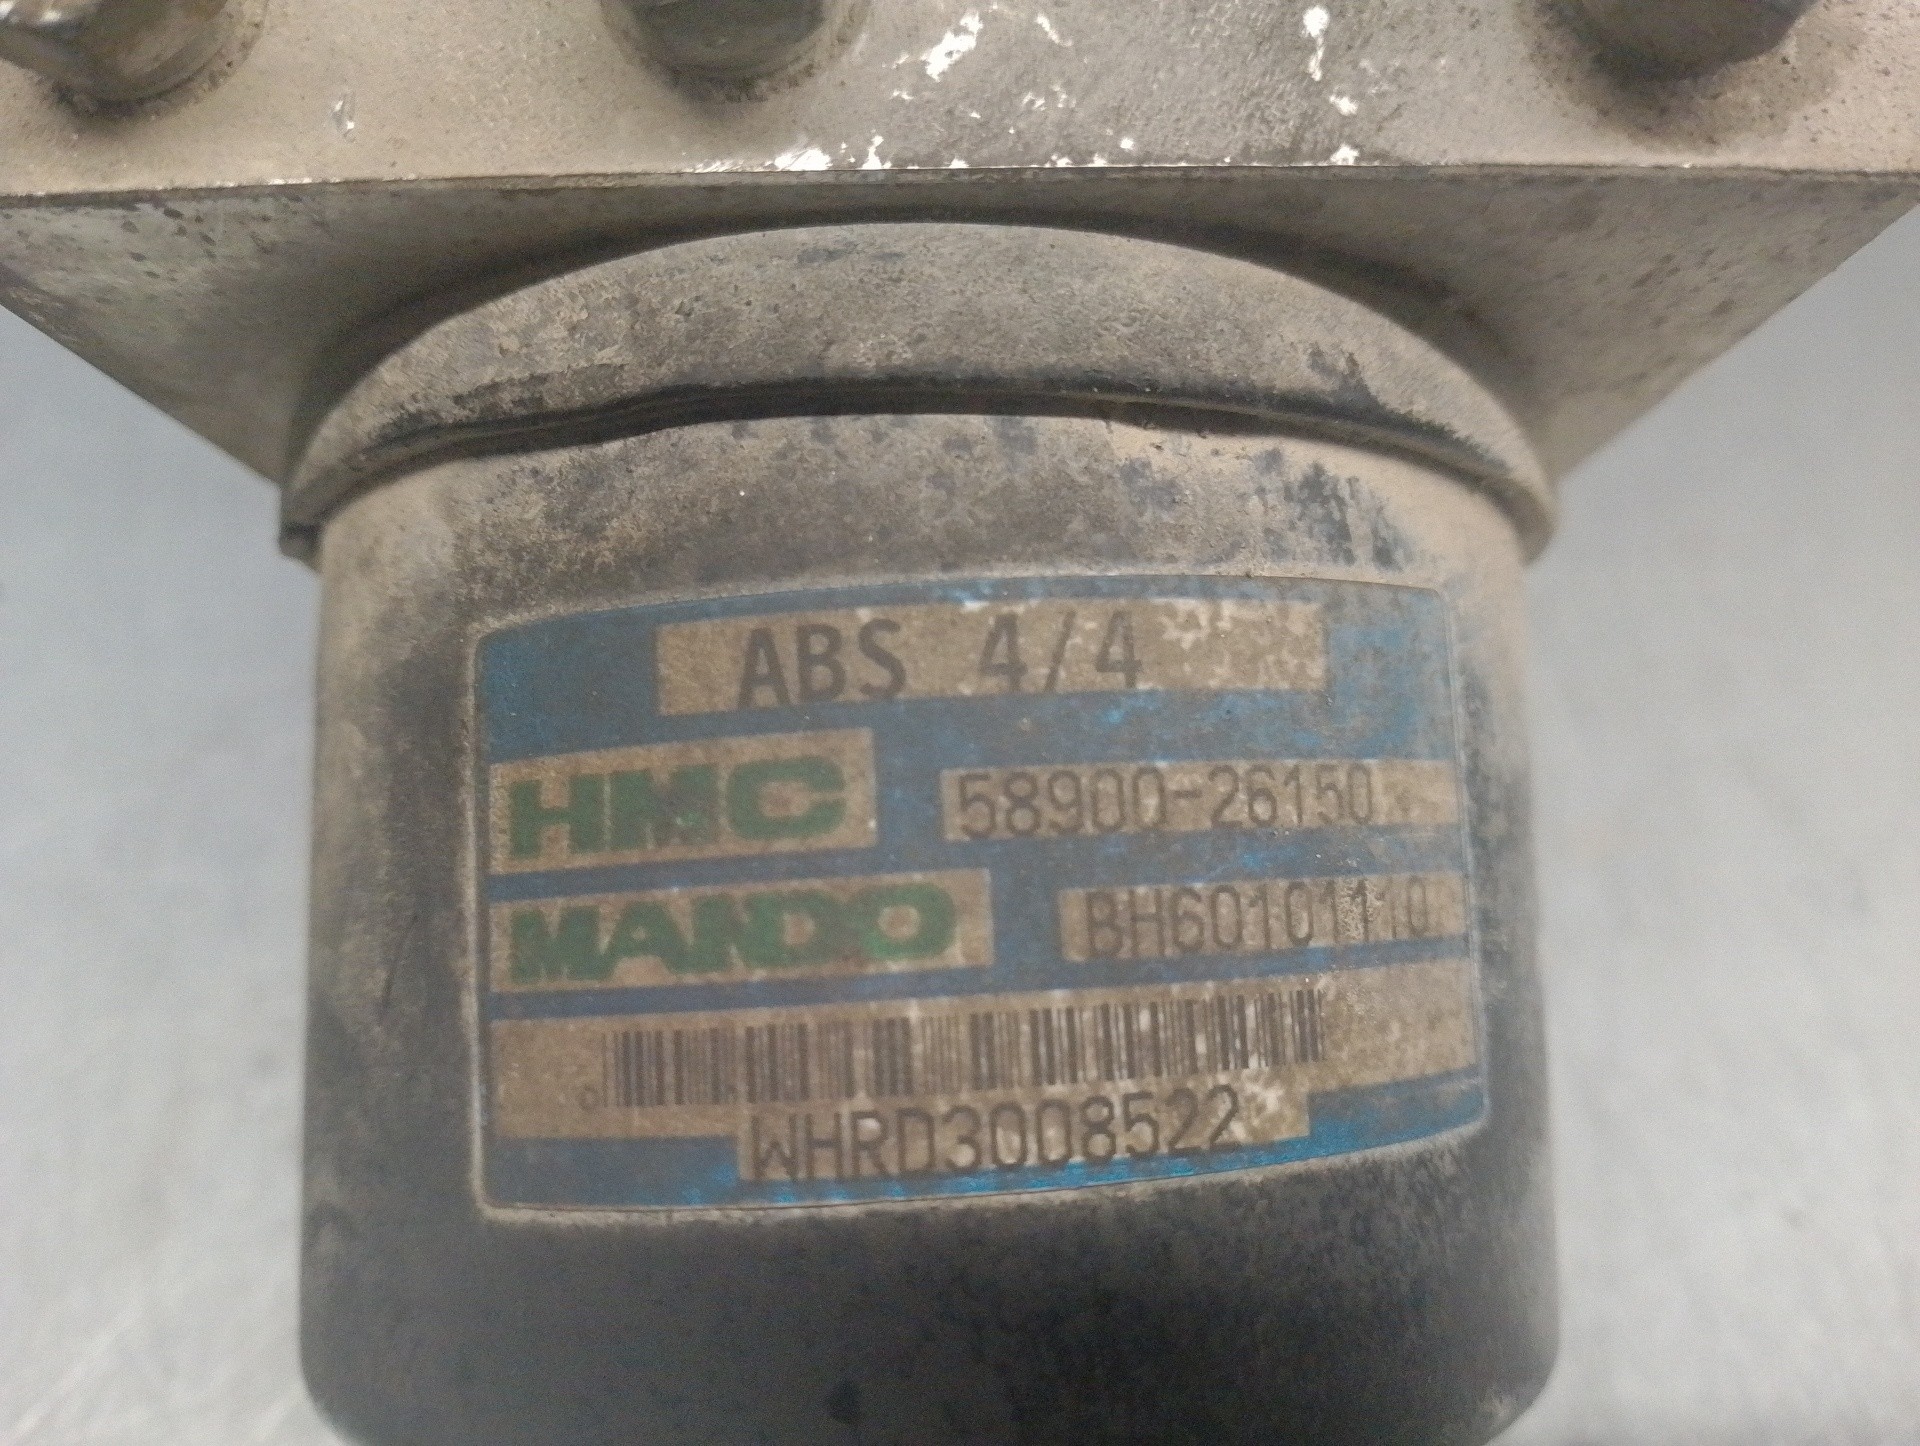 ABS 4/4
HMC 58900-26150
MANDO BH60101110
WHRD3008522